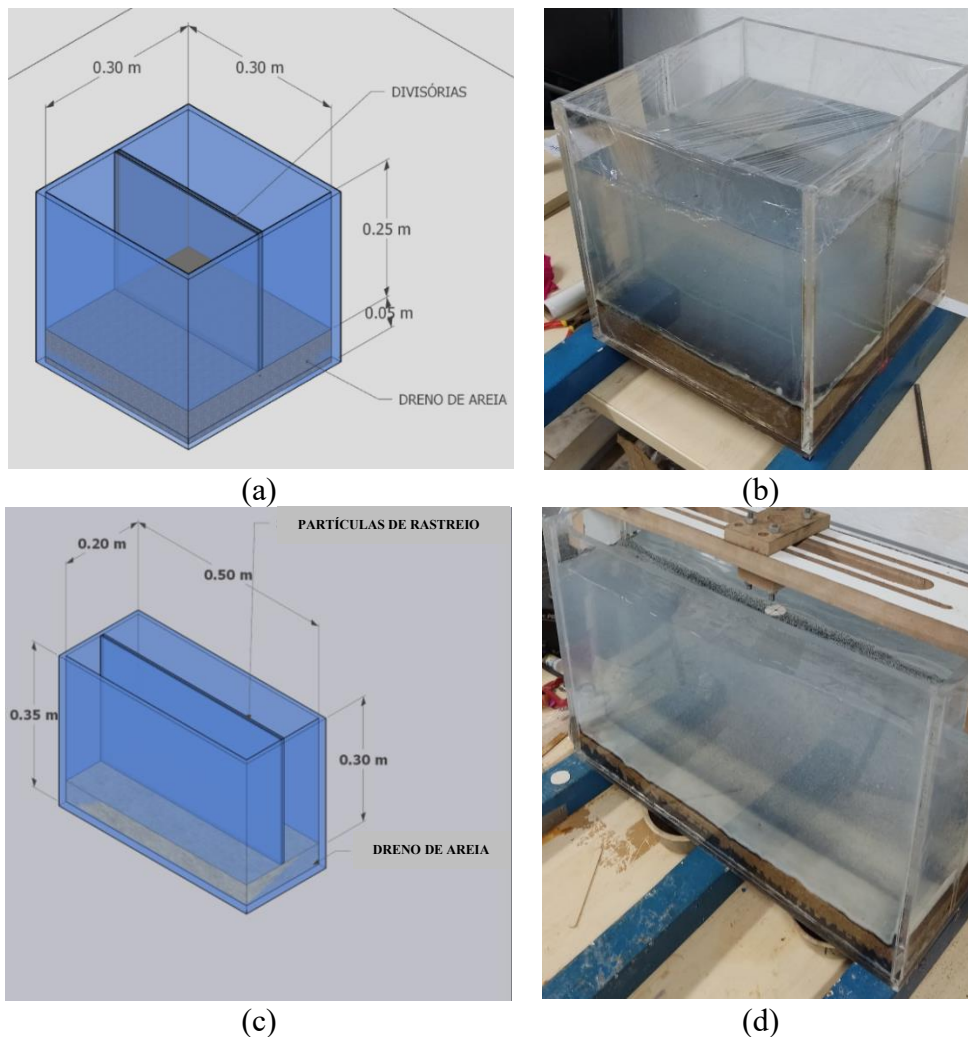 0.30 m
0.30 m
DIVISÓRIAS
0.25 m
0.05 m
DRENO DE AREIA
(a)
(b)
PARTÍCULAS DE RASTREIO
0.20 m
0.50 m
0.35 m
0.30 m
DRENO DE AREIA
(c)
(d)